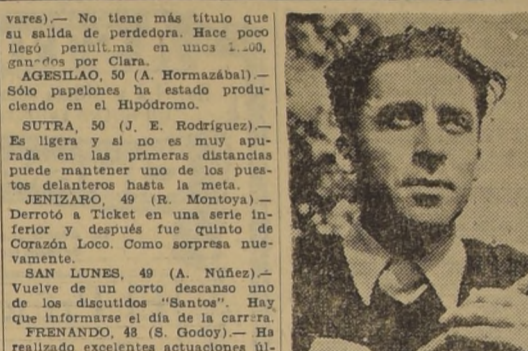 vares).— No tiene más título que
su salida de perdedora. Hace poco
llegó penultima en unos
ganados por Clara.
AGESILAO, 50 (A. Hormazábal).—
Sólo papelones ha estado produ-
ciendo en el Hipódromo.
SUTRA, 50 (J. E. Rodríguez).—
Es ligera y si no es muy apu-
rada en las primeras distancias
puede mantener uno de los pues-
tos delanteros hasta la meta.
JENIZARO, 49 (R. Montoya) —
Derrotó a Ticket en una serie in-
ferior y después fue quinto de
Corazón Loco. Como sorpresa nue-
vamente.
SAN LUNES, 49 (A. Núñez).—
Vuelve de un corto descanso uno
de los discutidos "Santos". Hay
que informarse el día de la carrera.
FRENANDO, 48 (S. Godoy).— Ha
realizado excelentes actuaciones úl-